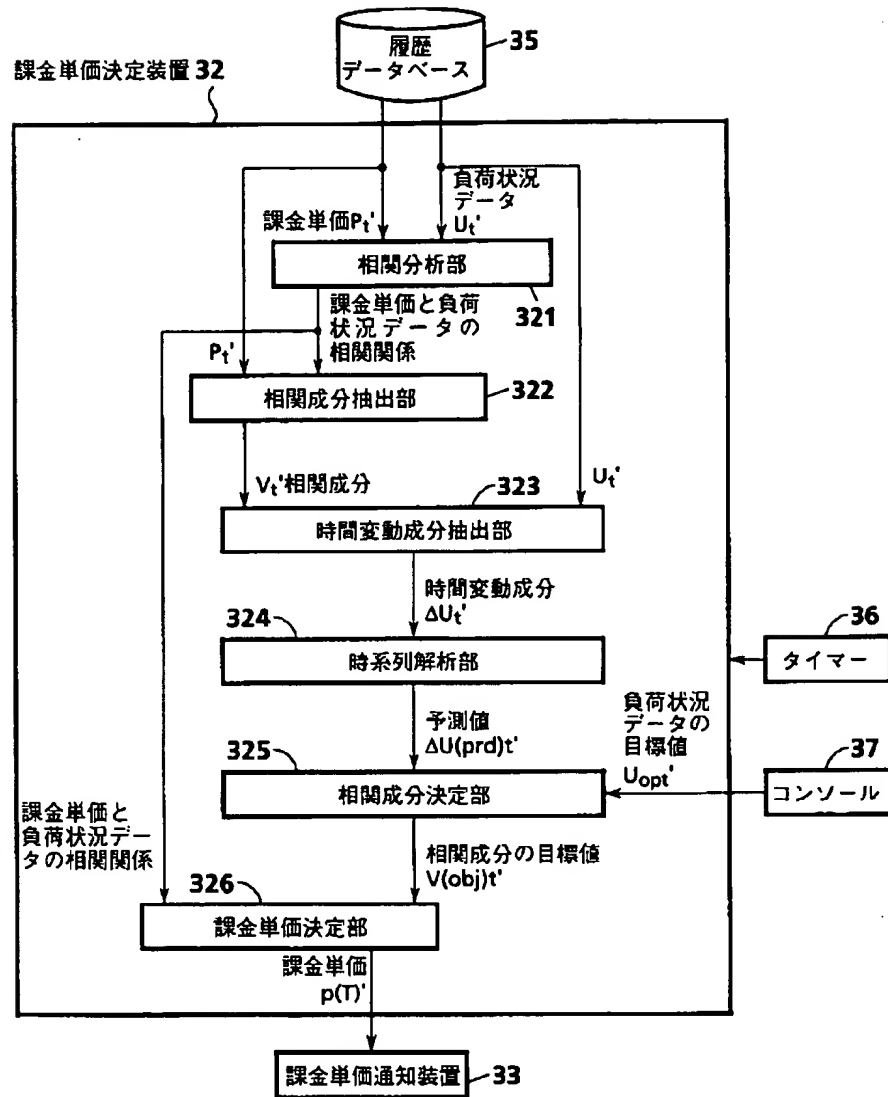 履歴
データベース
35
課金単価決定装置 32
負荷状況
データ
Ut'
課金単価Pt'
相関分析部
321
課金単価と負荷
状況データの
相関関係
Pt'
相関成分抽出部
322
Vt'相関成分
323
Ut'
時間変動成分抽出部
時間変動成分
ΔUt'
324
時系列解析部
36
タイマー
予測値
ΔU(prd)t'
負荷状況
データの
目標値
Uopt'
325
相関成分決定部
37
コンソール
課金単価と
負荷状況デー
タの相関関係
相関成分の目標値
V(obj)t'
326
課金単価決定部
課金単価
p(T)'
課金単価通知装置
33